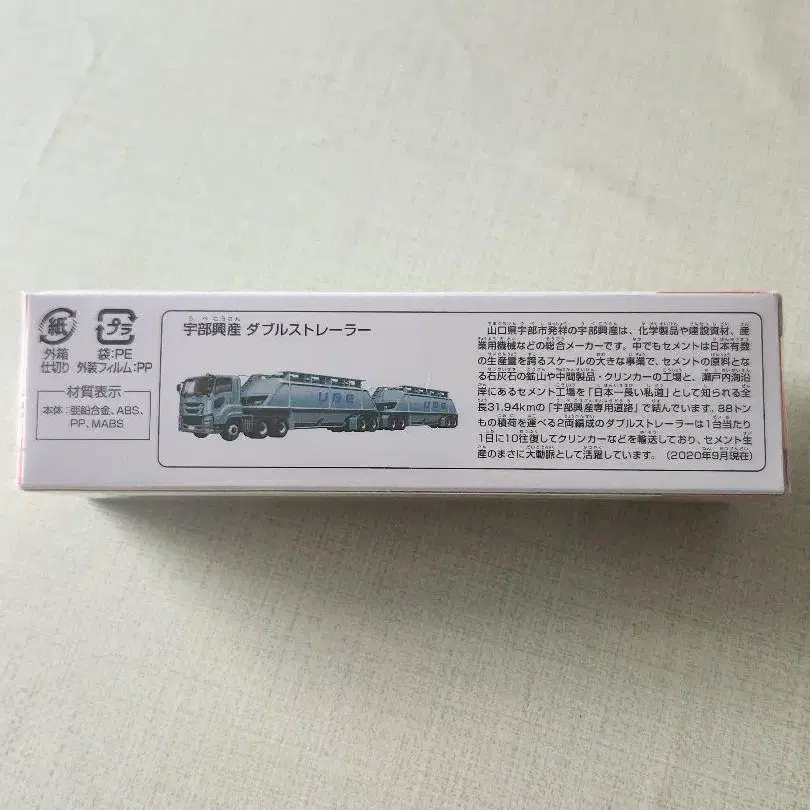 紙
外箱
仕切り
プラ
袋:PE
外装フィルム:PP
材質表示
本体:亜鉛合金、ABS、
PP、MABS
うべこうさん
宇部興産 ダブルストレーラー
UBE
UBE
山口県宇部市発祥の宇部興産は、化学製品や建設資材、産
業用機械などの総合メーカーです。中でもセメントは日本有数
の生産量を誇るスケールの大きな事業で、セメントの原料とな
る石灰石の鉱山や中間製品・クリンカーの工場と、瀬戸内海沿
岸にあるセメント工場を「日本一長い私道」として知られる全
長31.94kmの「宇部興産専用道路」で結んでいます。88トン
もの積荷を運べる2両編成のダブルストレーラーは1台当たり
1日に10往復してクリンカーなどを輸送しており、セメント生
産のまさに大動脈として活躍しています。(2020年9月現在)